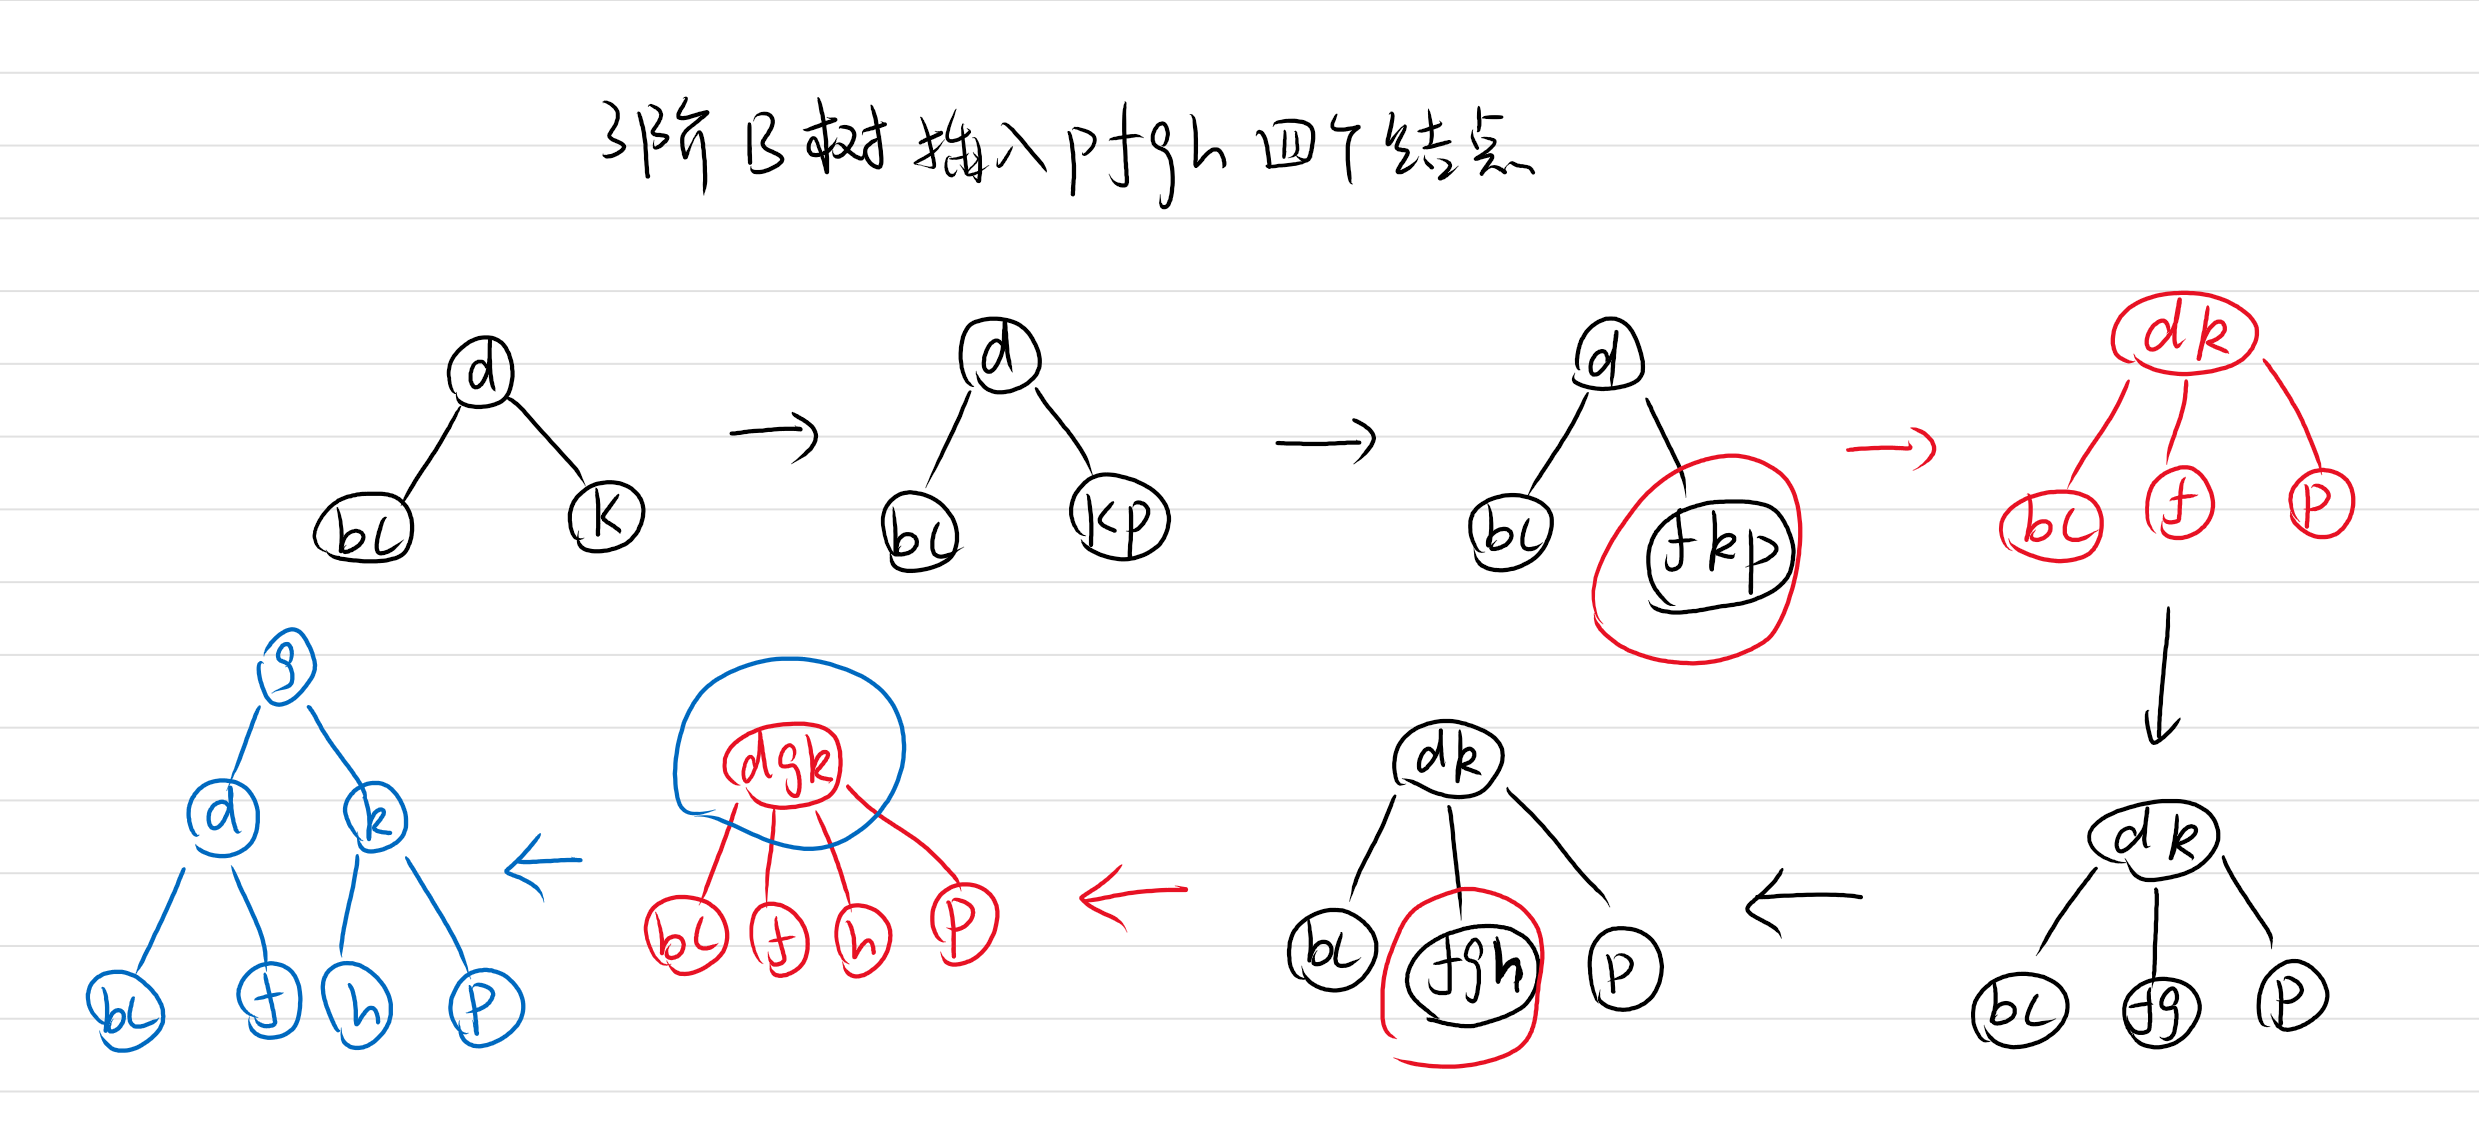 3阶B树插入pfgh四个结点
d
bc K
d
bc kp
d
bc fkp
dk
bc f p
dk
bc fg p
dk
bc fgh p
dgk
bc f h p
g
d k
bc f h p